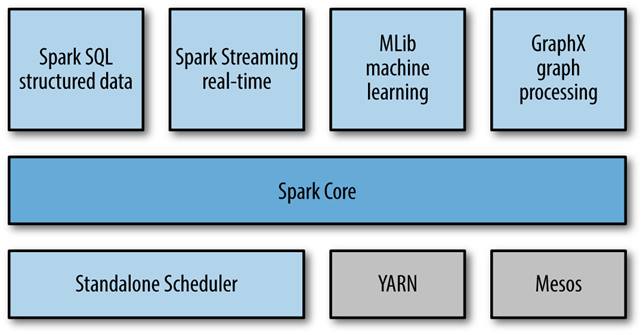 Spark SQL
structured data
Spark Streaming
real-time
MLib
machine
learning
GraphX
graph
processing
Spark Core
Standalone Scheduler
YARN
Mesos